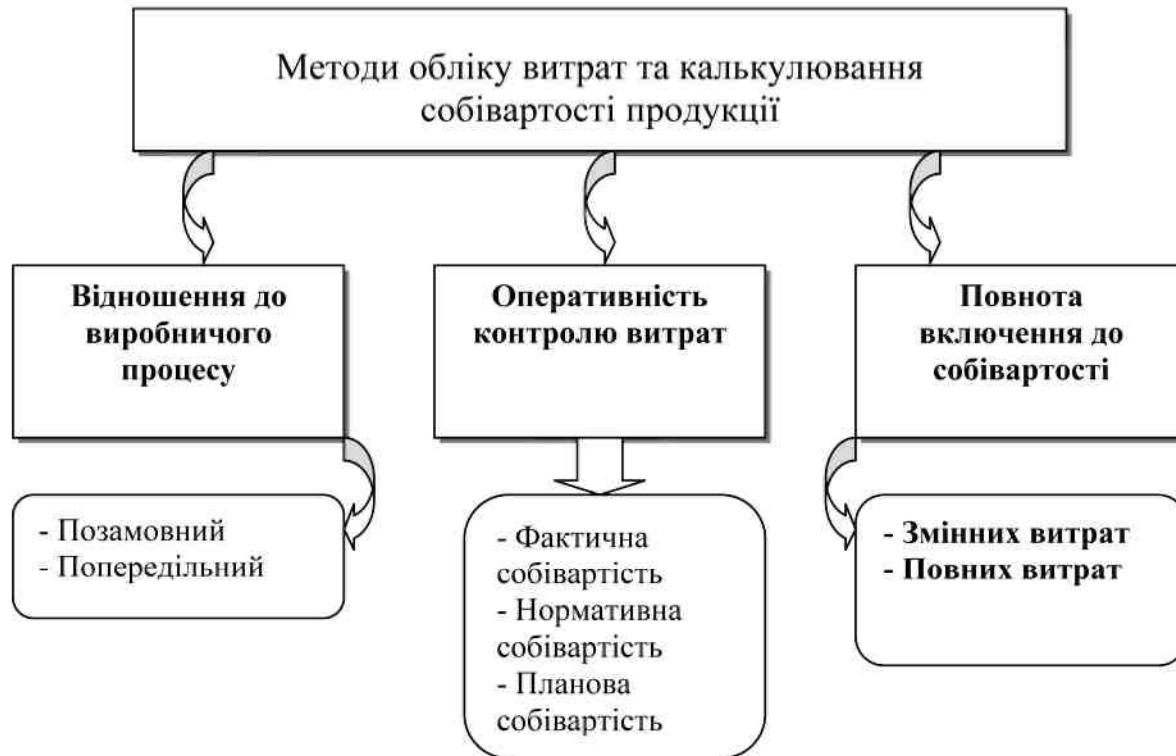 Методи обліку витрат та калькулювання
собівартості продукції
Відношення до
виробничого
процесу
Оперативність
контролю витрат
Повнота
включення до
собівартості
- Позамовний
- Попередільний
- Фактична
собівартість
- Нормативна
собівартість
- Планова
собівартість
- Змінних витрат
- Повних витрат